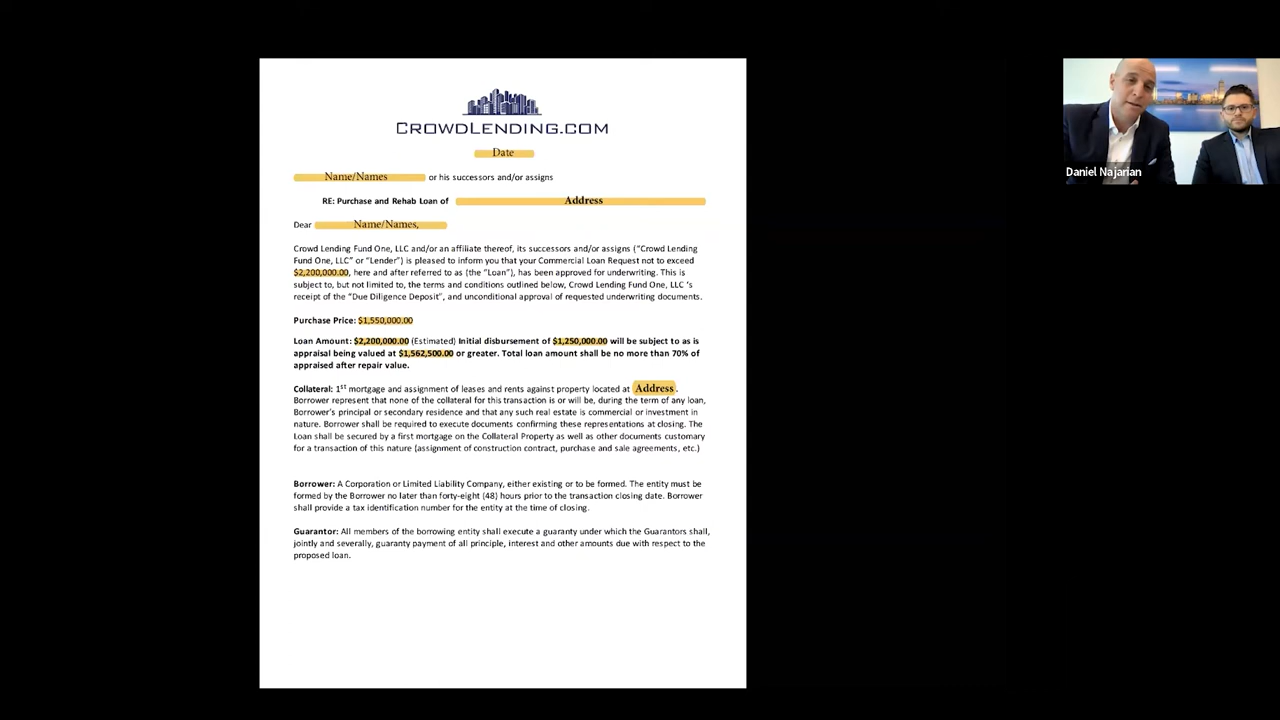 CROWDLENDING.COM
Date
Name/Names or his successors and/or assigns
RE: Purchase and Rehab Loan of Address
Dear Name/Names,
Crowd Lending Fund One, LLC and/or an affiliate thereof, its successors and/or assigns ("Crowd Lending
Fund One, LLC" or "Lender") is pleased to inform you that your Commercial Loan Request not to exceed
$2,200,000.00, here and after referred to as (the "Loan"), has been approved for underwriting. This is
subject to, but not limited to, the terms and conditions outlined below, Crowd Lending Fund One, LLC 's
receipt of the "Due Diligence Deposit", and unconditional approval of requested underwriting documents.
Purchase Price: $1,550,000.00
Loan Amount: $2,200,000.00 (Estimated) Initial disbursement of $1,250,000.00 will be subject to as is
appraisal being valued at $1,562,500.00 or greater. Total loan amount shall be no more than 70% of
appraised after repair value.
Collateral: 1st mortgage and assignment of leases and rents against property located at Address.
Borrower represent that none of the collateral for this transaction is or will be, during the term of any loan,
Borrower's principal or secondary residence and that any such real estate is commercial or investment in
nature. Borrower shall be required to execute documents confirming these representations at closing. The
Loan shall be secured by a first mortgage on the Collateral Property as well as other documents customary
for a transaction of this nature (assignment of construction contract, purchase and sale agreements, etc.)
Borrower: A Corporation or Limited Liability Company, either existing or to be formed. The entity must be
formed by the Borrower no later than forty-eight (48) hours prior to the transaction closing date. Borrower
shall provide a tax identification number for the entity at the time of closing.
Guarantor: All members of the borrowing entity shall execute a guaranty under which the Guarantors shall,
jointly and severally, guaranty payment of all principle, interest and other amounts due with respect to the
proposed loan.
Daniel Najarian